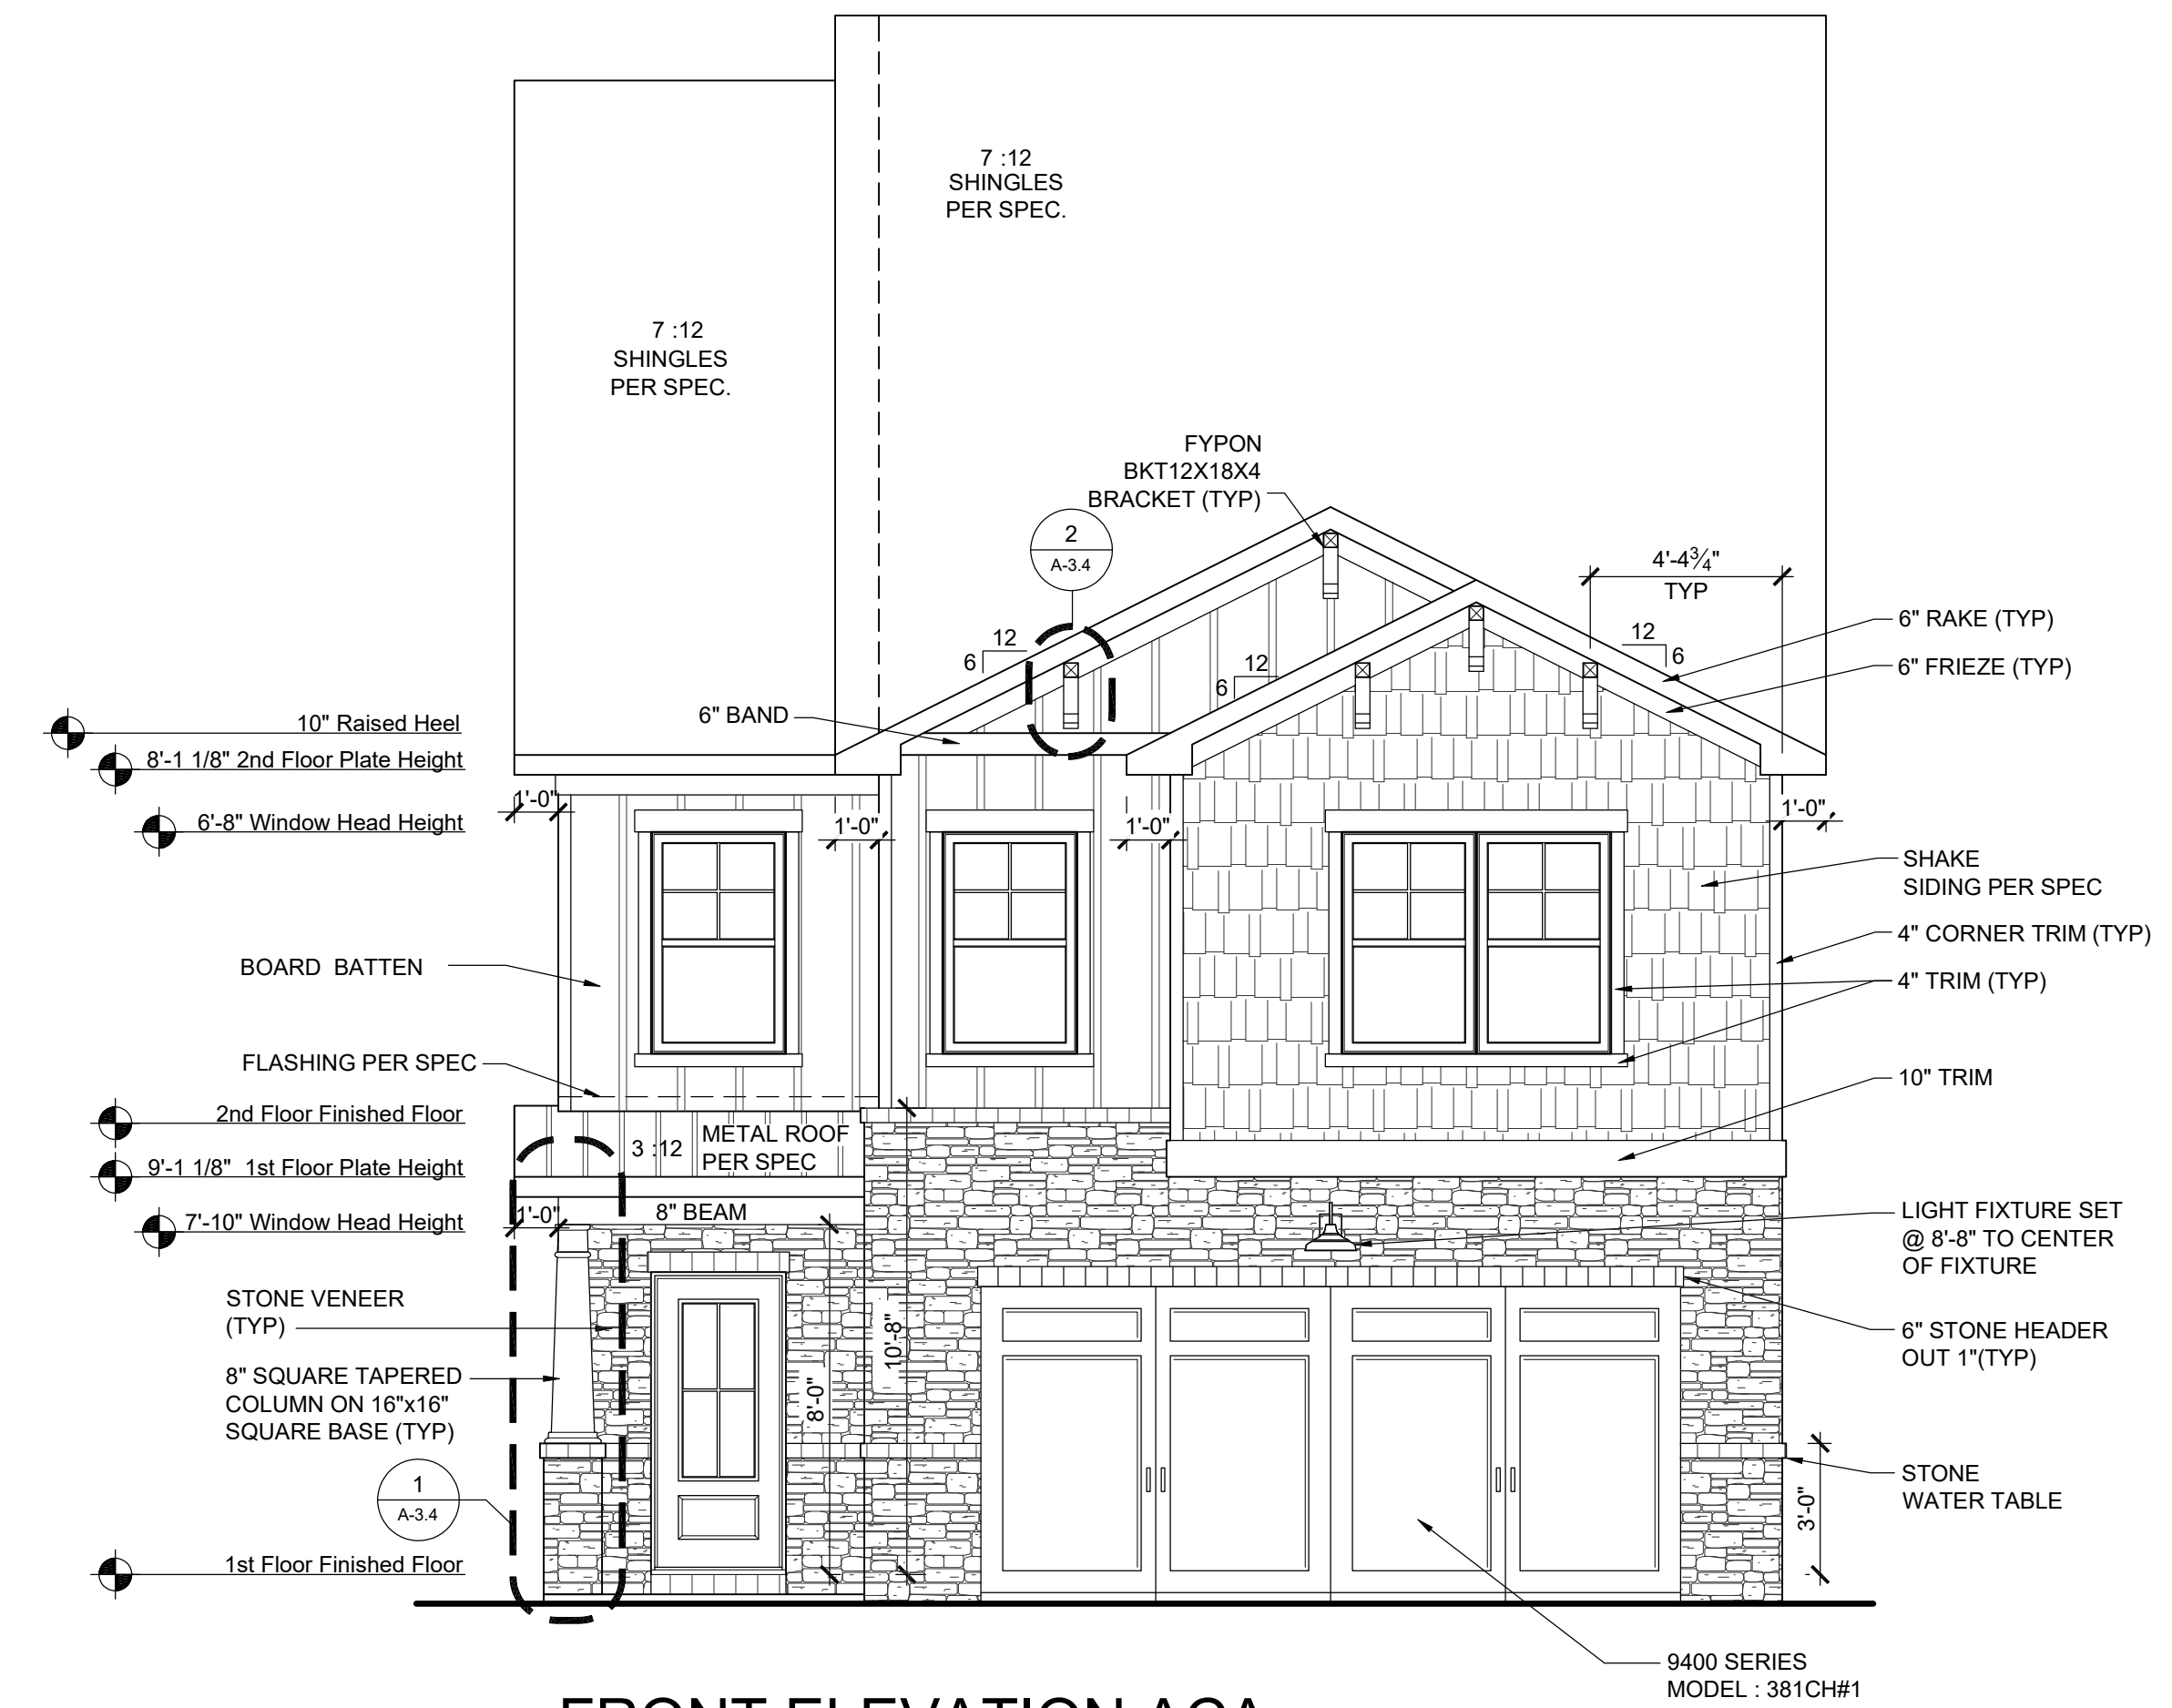 7 :12
SHINGLES
PER SPEC.
7 :12
SHINGLES
PER SPEC.
FYPON
BKT12X18X4
BRACKET (TYP)
2
A-3.4
4'-4¾"
TYP
12
6
12
6
12
6
6" RAKE (TYP)
6" FRIEZE (TYP)
6" BAND
10" Raised Heel
8'-1 1/8" 2nd Floor Plate Height
6'-8" Window Head Height
1'-0"
1'-0"
1'-0"
1'-0"
SHAKE
SIDING PER SPEC
4" CORNER TRIM (TYP)
4" TRIM (TYP)
BOARD BATTEN
FLASHING PER SPEC
10" TRIM
2nd Floor Finished Floor
3 :12
METAL ROOF
PER SPEC
9'-1 1/8" 1st Floor Plate Height
7'-10" Window Head Height
1'-0"
8" BEAM
LIGHT FIXTURE SET
@ 8'-8" TO CENTER
OF FIXTURE
STONE VENEER
(TYP)
10'-8"
8'-0"
6" STONE HEADER
OUT 1"(TYP)
8" SQUARE TAPERED
COLUMN ON 16"x16"
SQUARE BASE (TYP)
1
A-3.4
STONE
WATER TABLE
3'-0"
1st Floor Finished Floor
9400 SERIES
MODEL : 381CH#1
FRONT ELEVATION ACA